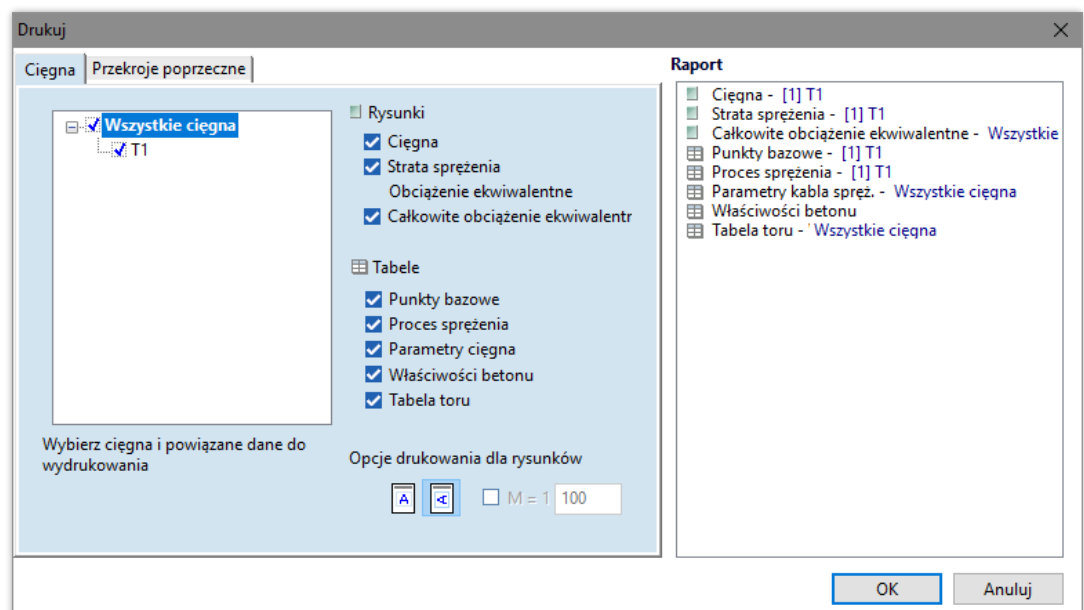 Drukuj
Cięgna
Przekroje poprzeczne
Wszystkie cięgna
T1
Wybierz cięgna i powiązane dane do
wydrukowania
Rysunki
Cięgna
Strata sprężenia
Obciążenie ekwiwalentne
Całkowite obciążenie ekwiwalentr
Tabele
Punkty bazowe
Proces sprężenia
Parametry cięgna
Właściwości betonu
Tabela toru
Opcje drukowania dla rysunków
A
A
M = 1 100
Raport
Cięgna - [1] T1
Strata sprężenia - [1] T1
Całkowite obciążenie ekwiwalentne - Wszystkie
Punkty bazowe - [1] T1
Proces sprężenia - [1] T1
Parametry kabla spręż. - Wszystkie cięgna
Właściwości betonu
Tabela toru - ' Wszystkie cięgna
OK
Anuluj